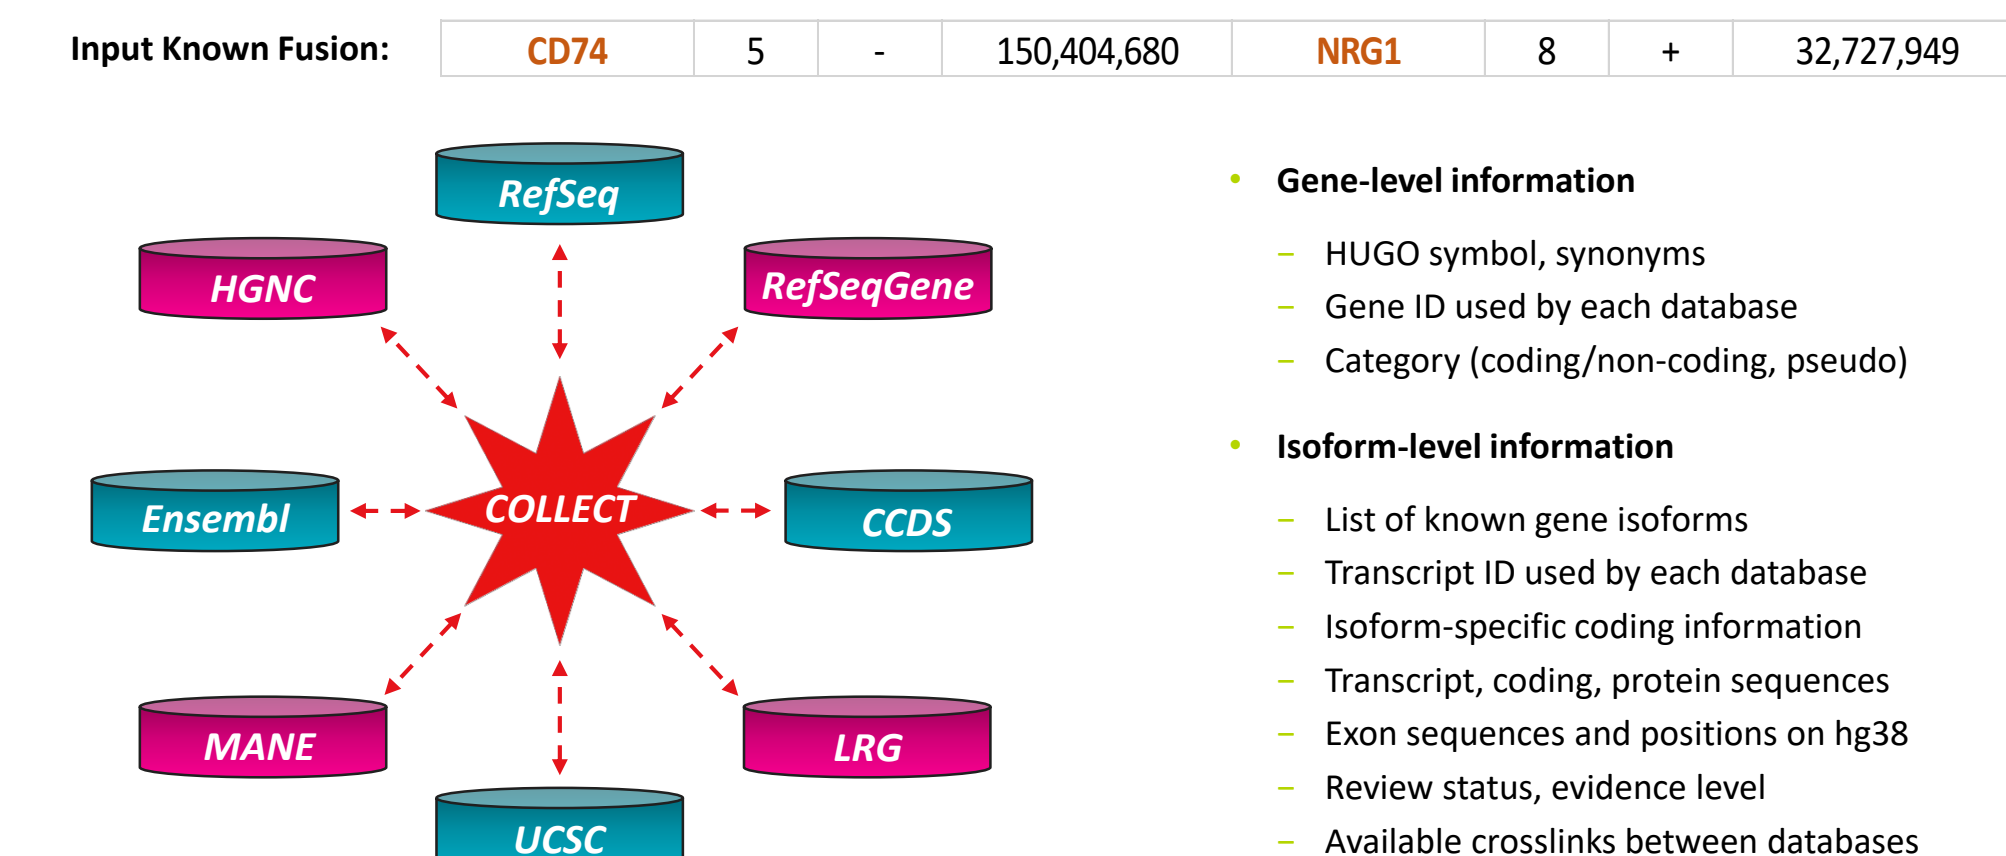 Input Known Fusion: CD74 5 - 150,404,680 NRG1 8 + 32,727,949
RefSeq
HGNC
RefSeqGene
Ensembl
COLLECT
CCDS
MANE
LRG
UCSC
• Gene-level information
− HUGO symbol, synonyms
− Gene ID used by each database
− Category (coding/non-coding, pseudo)
• Isoform-level information
− List of known gene isoforms
− Transcript ID used by each database
− Isoform-specific coding information
− Transcript, coding, protein sequences
− Exon sequences and positions on hg38
− Review status, evidence level
− Available crosslinks between databases